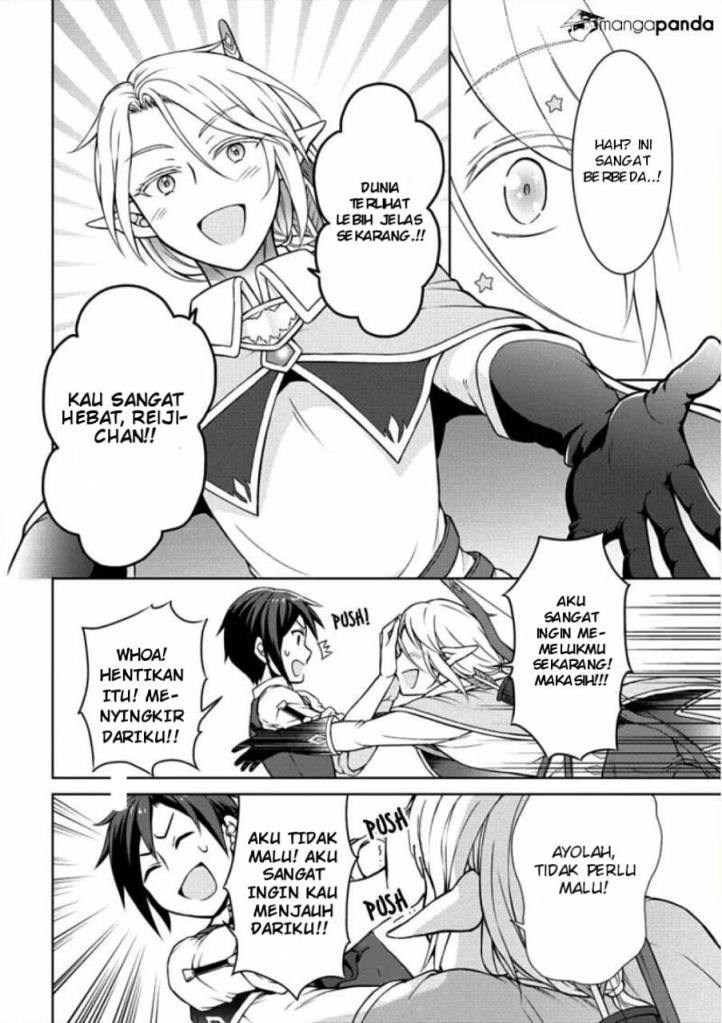 mangapanda
HAH? INI
SANGAT
BERBEDA..!
DUNIA
TERLIHAT
LEBIH JELAS
SEKARANG.!!
KAU SANGAT
HEBAT, REIJI-
CHAN!!
AKU
SANGAT
INGIN ME-
MELUKMU
SEKARANG!
MAKASIH!!!
PUSH!
WHOA!
HENTIKAN
ITU! ME-
NYINGKIR
DARIKU!!
AYOLAH,
TIDAK PERLU
MALU!
PUSH
PUSH
AKU TIDAK
MALU! AKU
SANGAT
INGIN KAU
MENJAUH
DARIKU!!